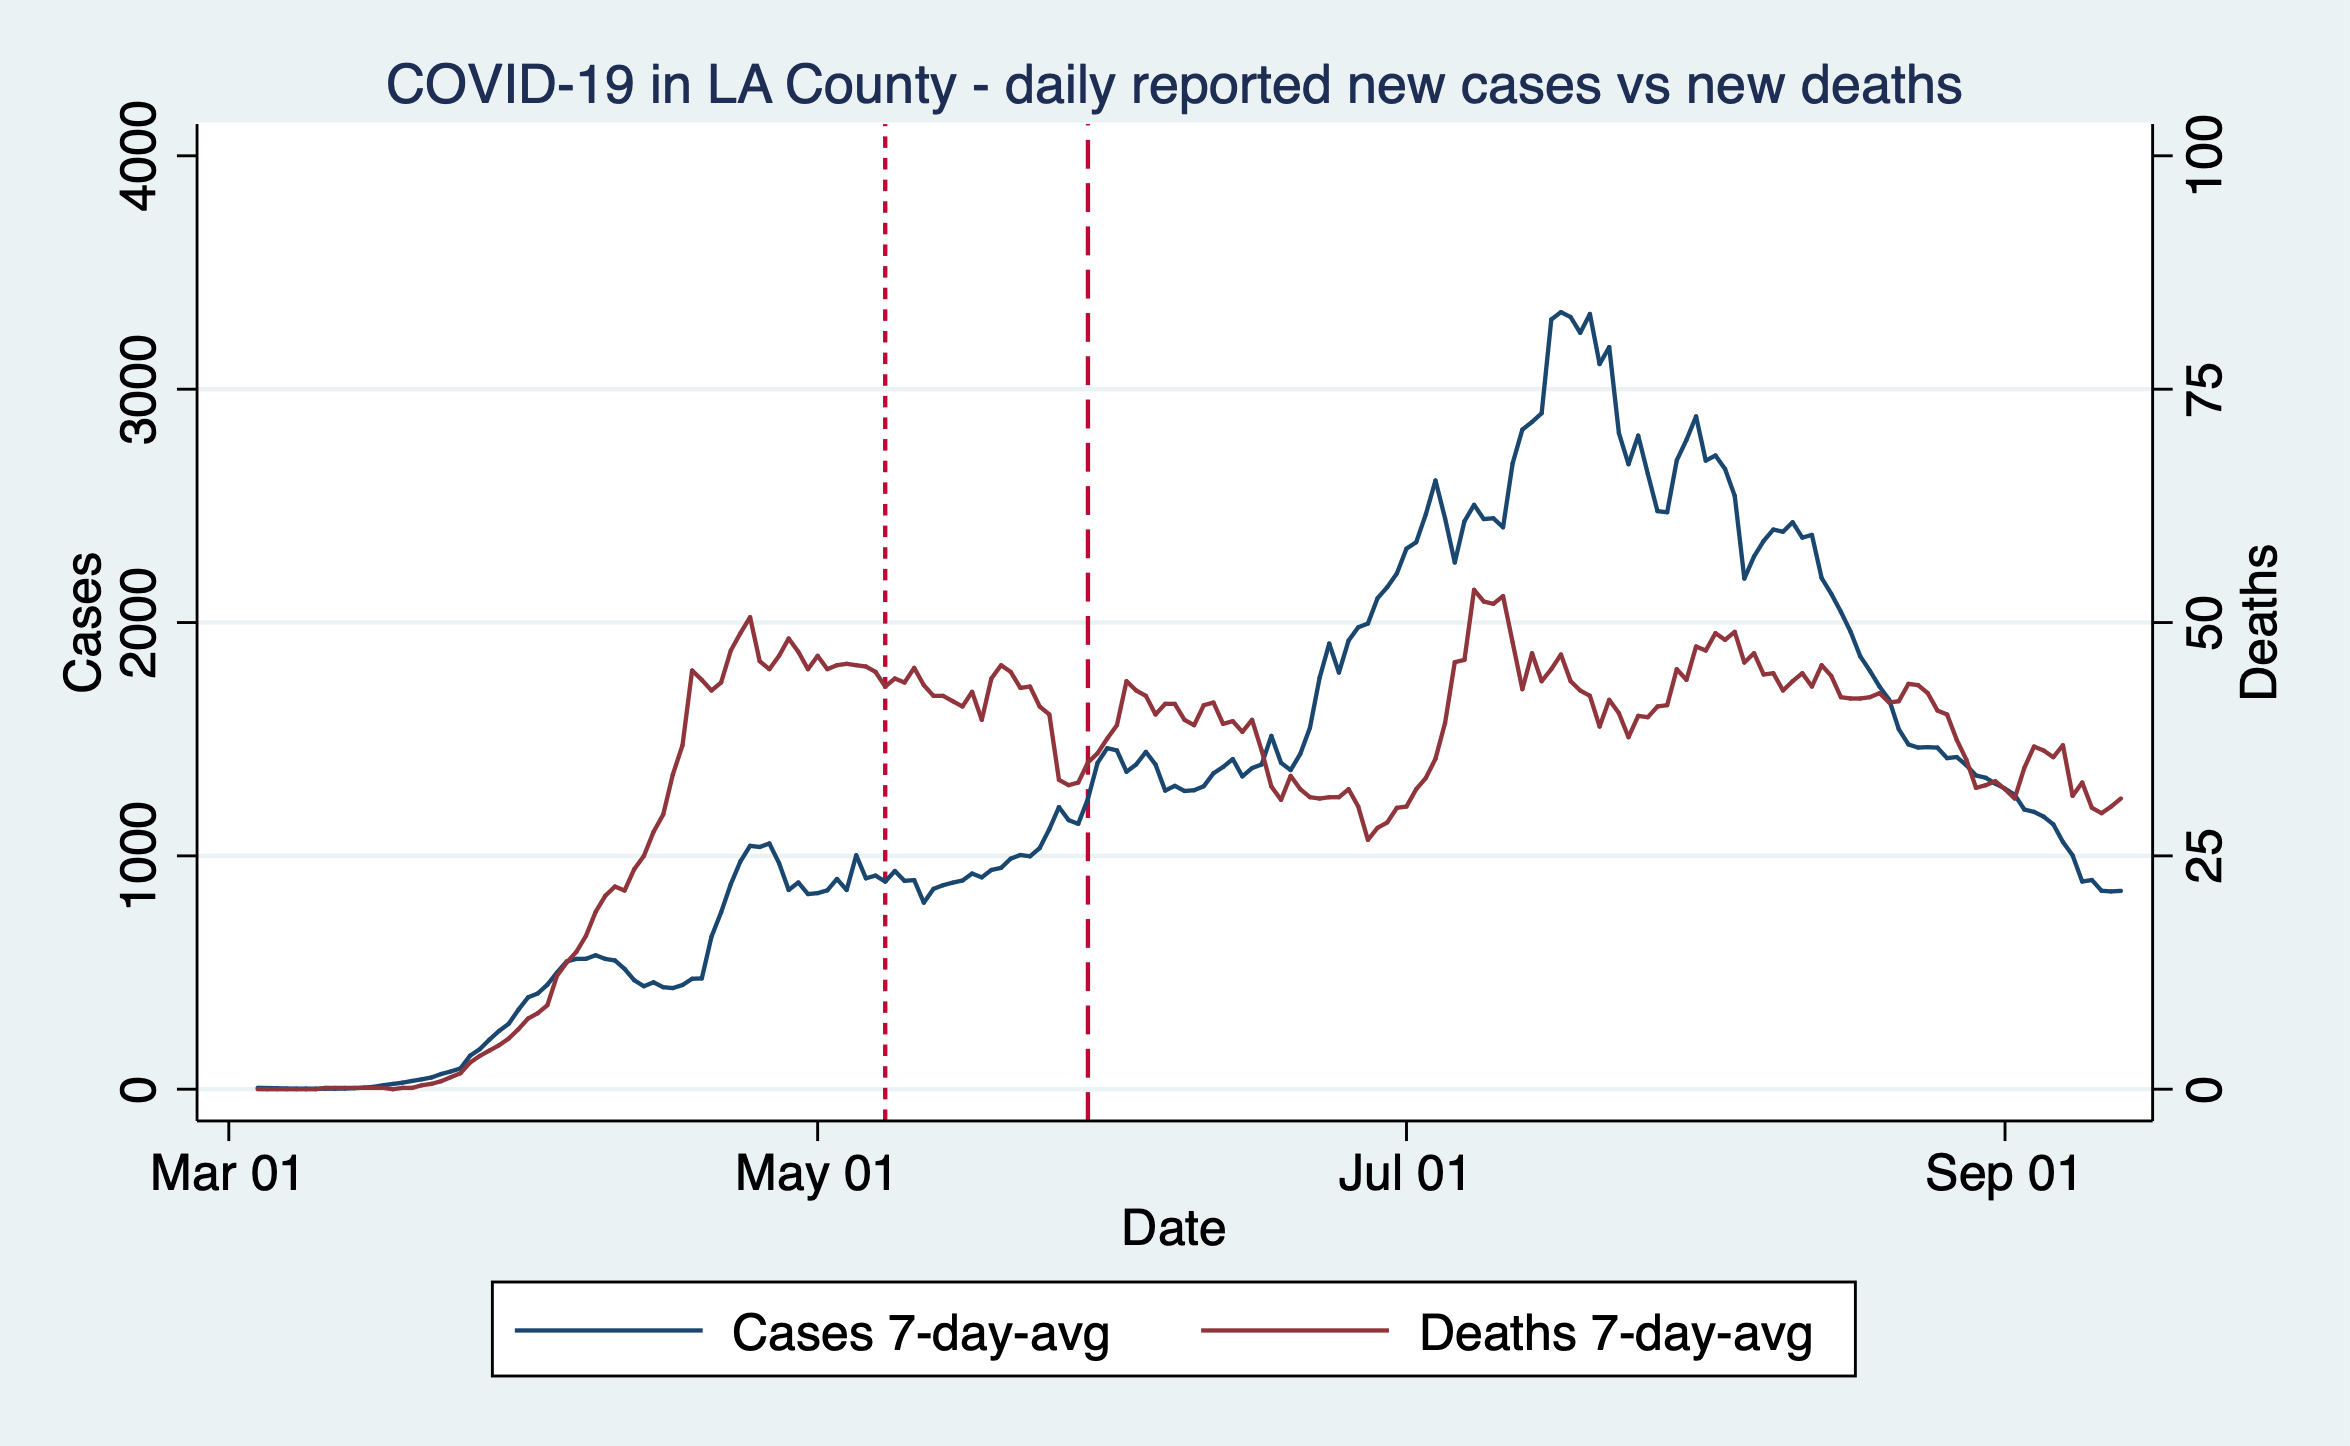 COVID-19 in LA County - daily reported new cases vs new deaths
4000
3000
2000
1000
0
Cases
100
75
50
25
0
Deaths
Mar 01
May 01
Jul 01
Sep 01
Date
Cases 7-day-avg
Deaths 7-day-avg